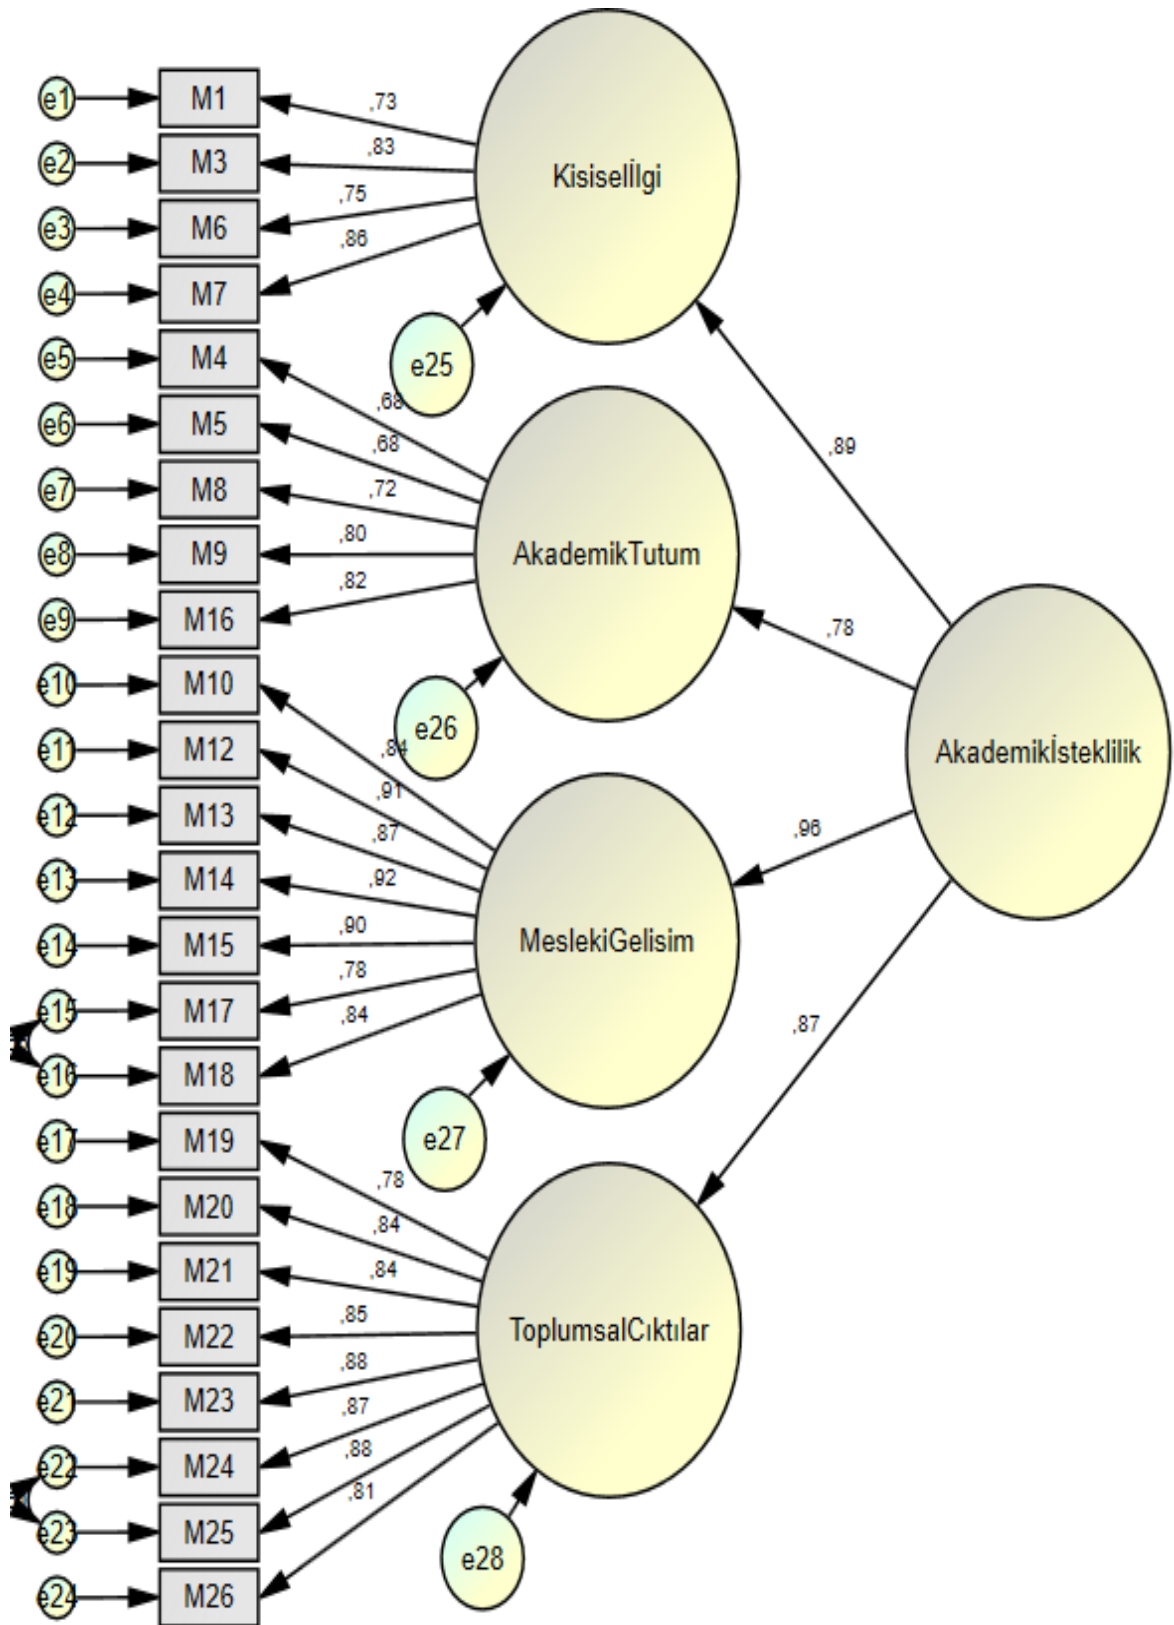 e1
M1
,73
Kisiselİlgi
e2
M3
,83
e3
M6
,75
e4
M7
,86
e25
e5
M4
,68
e6
M5
,68
e7
M8
,72
AkademikTutum
e8
M9
,80
e9
M16
,82
e26
e10
M10
,84
e11
M12
,91
e12
M13
,87
e13
M14
,92
MeslekiGelisim
e14
M15
,90
e15
M17
,78
e16
M18
,84
e27
e17
M19
,78
e18
M20
,84
e19
M21
,84
ToplumsalCıktılar
e20
M22
,85
e21
M23
,88
e22
M24
,87
e23
M25
,88
e24
M26
,81
e28
,89
,78
,96
,87
Akademikİsteklilik